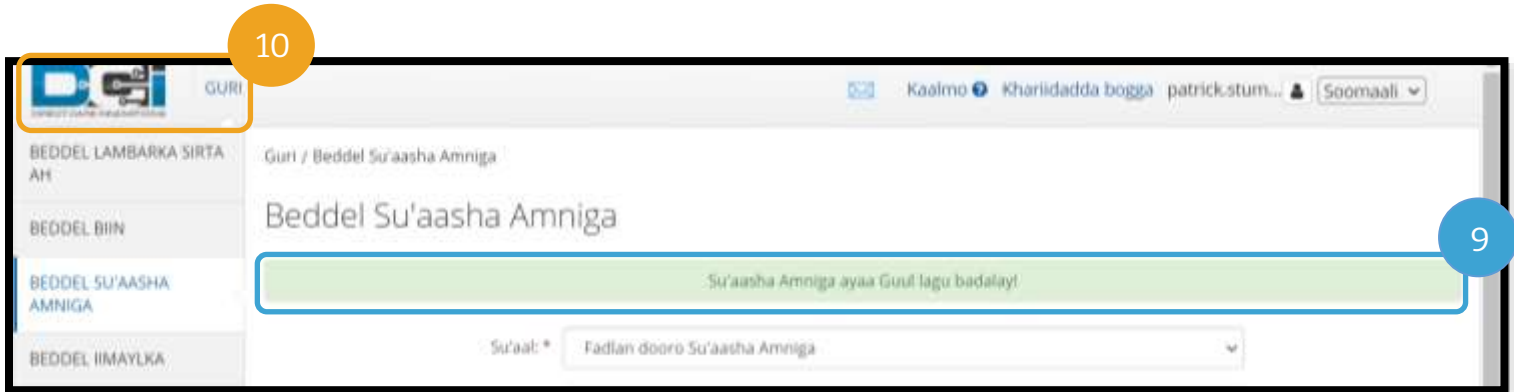 10
DCi GURI Kaalmo Khariidadda bogga patrick.stum... Soomaali
BEDDEL LAMBARKA SIRTA AH
Guri / Beddel Su'aasha Amniga
Beddel Su'aasha Amniga
BEDDEL BIIN
9
BEDDEL SU'AASHA AMNIGA
Su'aasha Amniga ayaa Guul lagu badalay!
Su'aal: * Fadlan dooro Su'aasha Amniga
BEDDEL IIMAYLKA